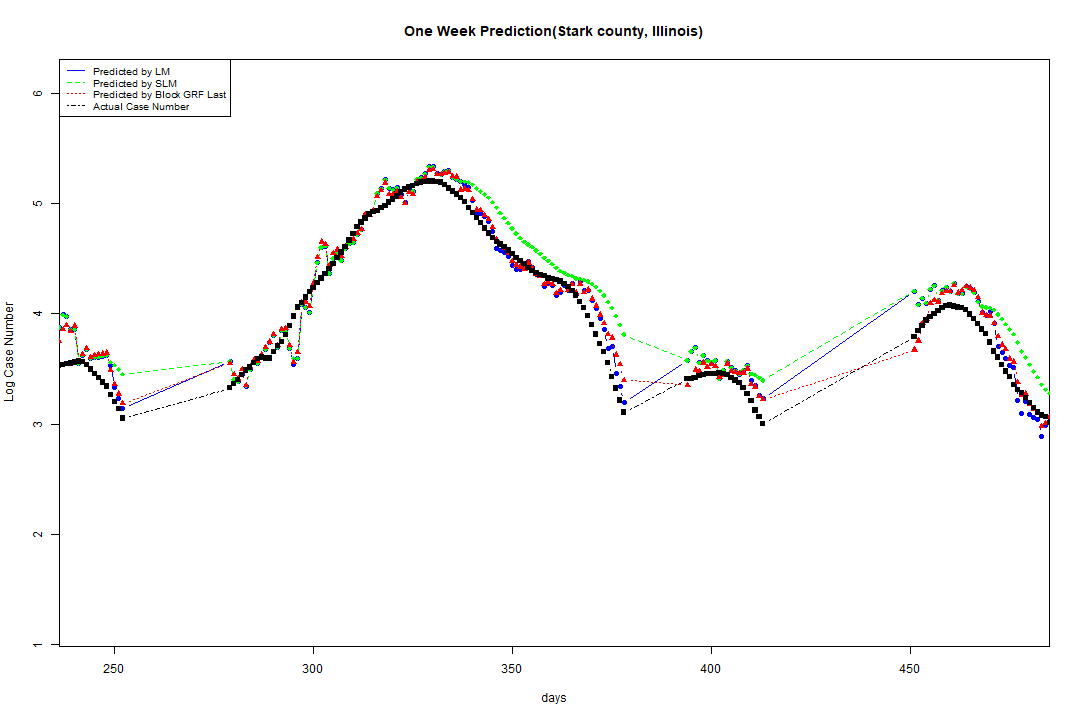 One Week Prediction(Stark county, Illinois)
Predicted by LM
Predicted by SLM
Predicted by Block GRF Last
Actual Case Number
Log Case Number
6
5
4
3
2
1
250
300
350
400
450
days